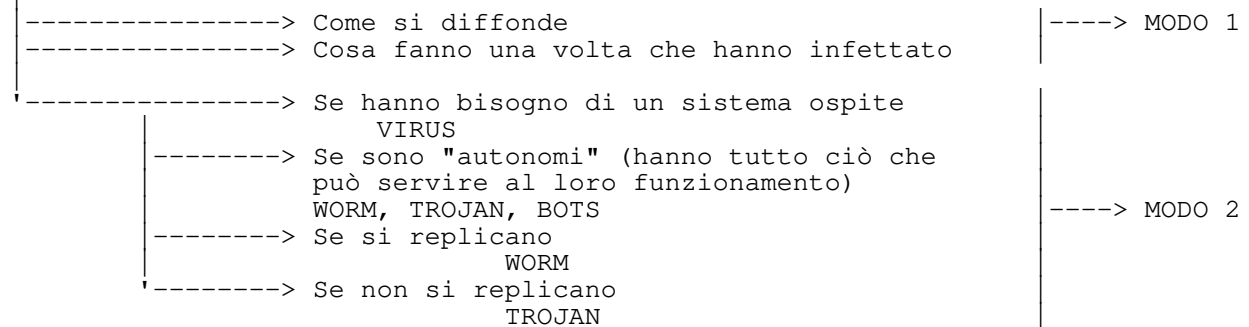 |----------------> Come si diffonde |----> MODO 1
|----------------> Cosa fanno una volta che hanno infettato |
|
'----------------> Se hanno bisogno di un sistema ospite |
| VIRUS |
|--------> Se sono "autonomi" (hanno tutto ciò che |
| può servire al loro funzionamento) |
| WORM, TROJAN, BOTS |----> MODO 2
|--------> Se si replicano |
| WORM |
'--------> Se non si replicano |
TROJAN |